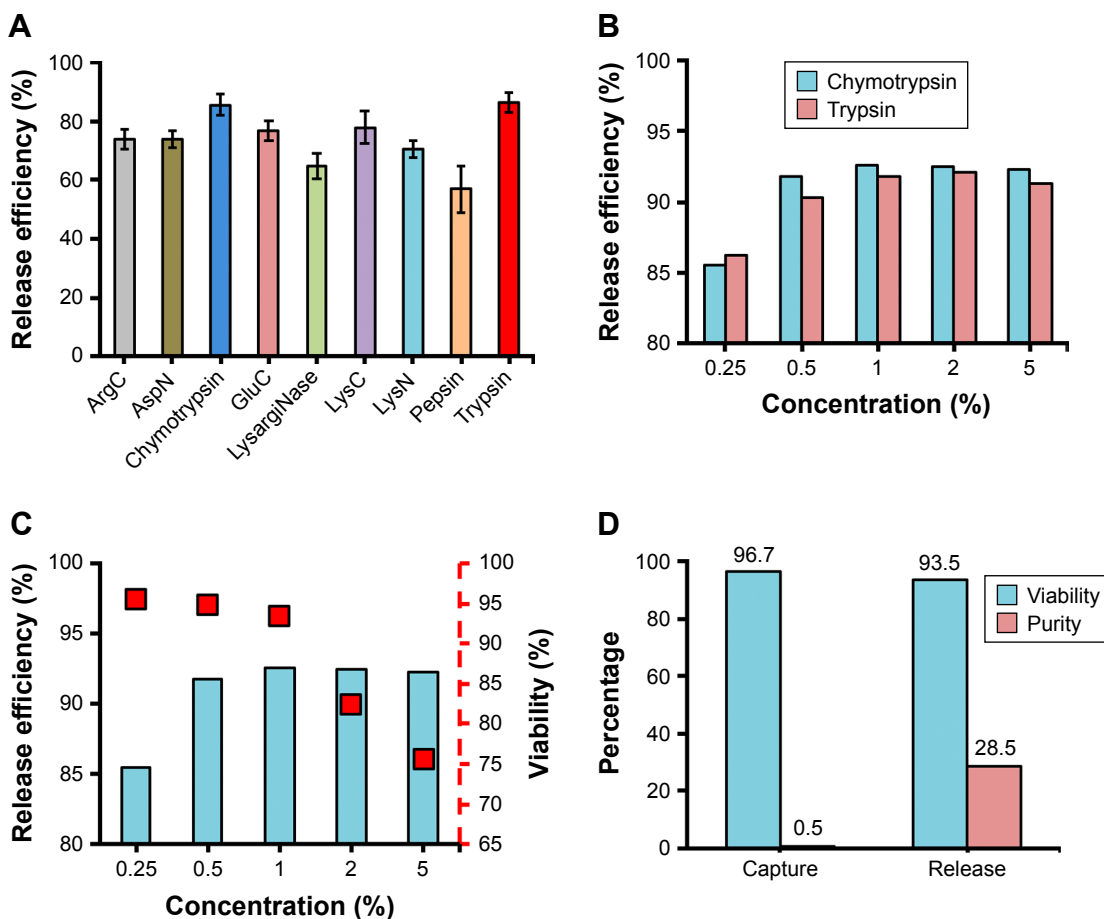 A
Release efficiency (%)
100
80
60
40
20
0
ArgC
AspN
Chymotrypsin
GluC
LysargiNase
LysC
LysN
Pepsin
Trypsin
B
Release efficiency (%)
100
95
90
85
80
Chymotrypsin
Trypsin
0.25 0.5 1 2 5
Concentration (%)
C
Release efficiency (%)
100
95
90
85
80
100
95
90
85
80
75
70
65
Viability (%)
0.25 0.5 1 2 5
Concentration (%)
D
Percentage
100
80
60
40
20
0
96.7
0.5
93.5
28.5
Viability
Purity
Capture Release